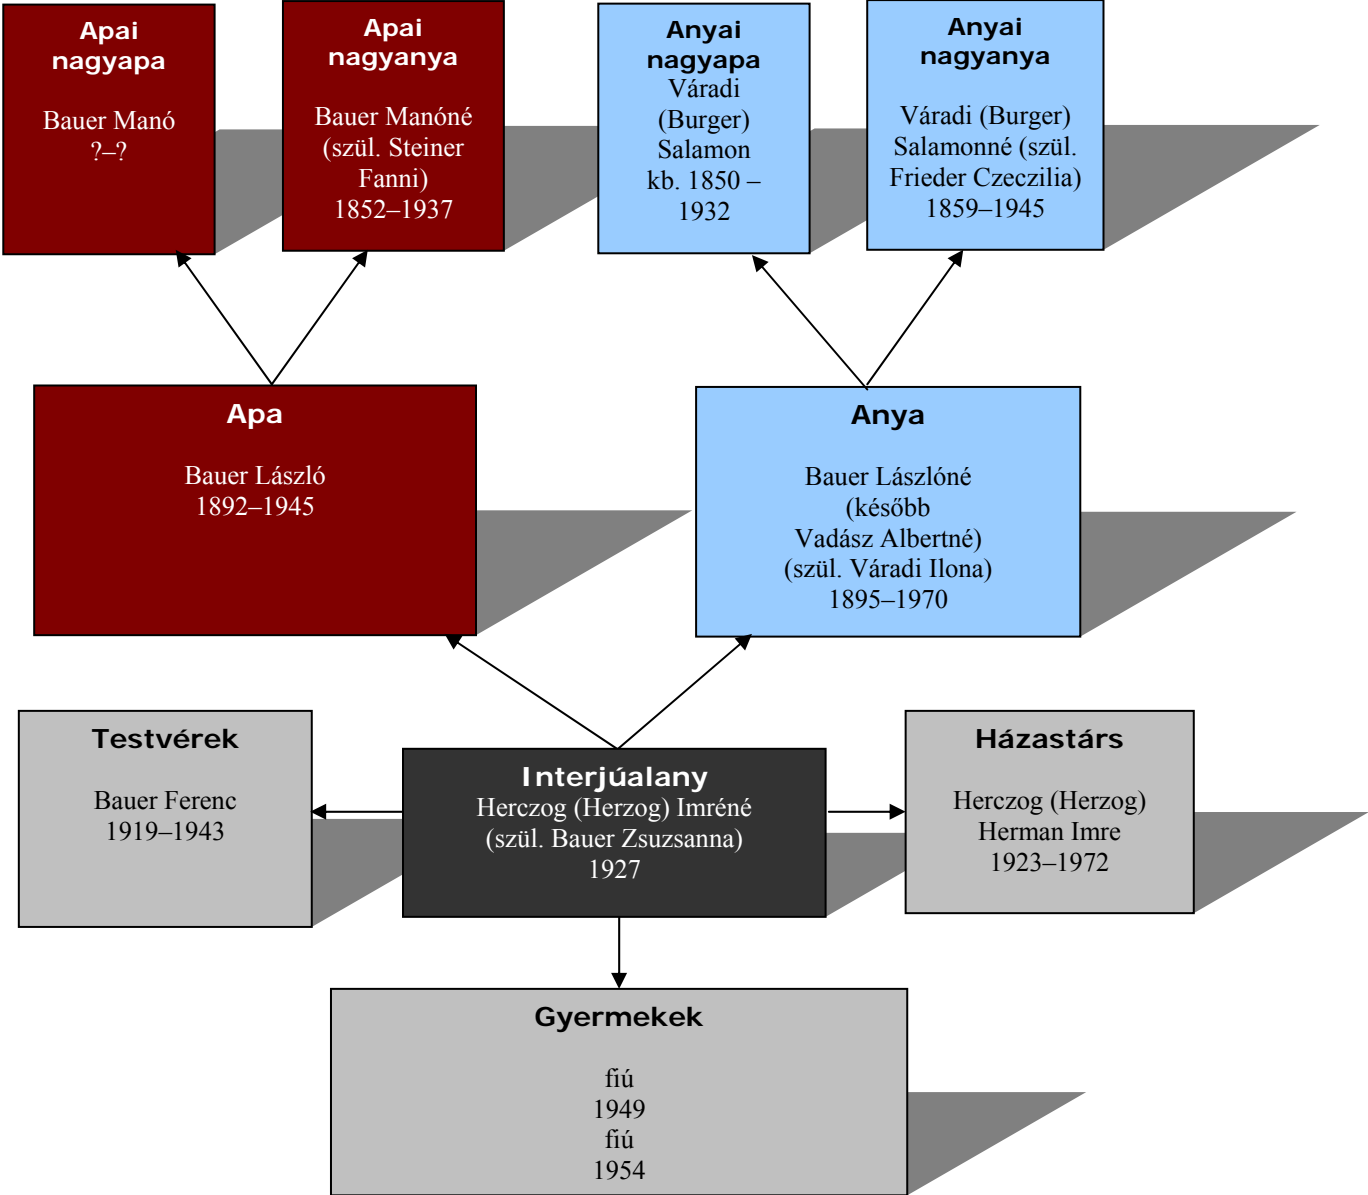 Apai
nagyapa
Bauer Manó
?–?
Apai
nagyanya
Bauer Manóné
(szül. Steiner
Fanni)
1852–1937
Anyai
nagyapa
Váradi
(Burger)
Salamon
kb. 1850 –
1932
Anyai
nagyanya
Váradi (Burger)
Salamonné (szül.
Frieder Czeczilia)
1859–1945
Apa
Bauer László
1892–1945
Anya
Bauer Lászlóné
(később
Vadász Albertné)
(szül. Váradi Ilona)
1895–1970
Testvérek
Bauer Ferenc
1919–1943
Interjúalany
Herczog (Herzog) Imréné
(szül. Bauer Zsuzsanna)
1927
Házastárs
Herczog (Herzog)
Herman Imre
1923–1972
Gyermekek
fiú
1949
fiú
1954